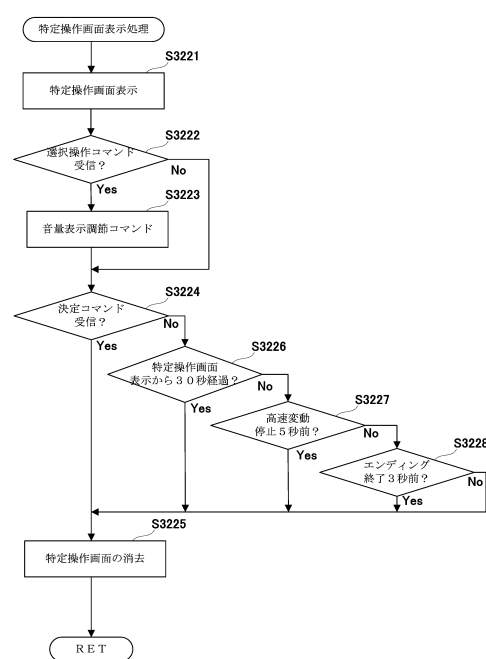 特定操作画面表示処理
S3221
特定操作画面表示
S3222
選択操作コマンド
受信？
No
Yes
S3223
音量表示調節コマンド
S3224
決定コマンド
受信？
No
Yes
S3226
特定操作画面
表示から３０秒経過？
No
Yes
S3227
高速変動
停止５秒前？
No
Yes
S3228
エンディング
終了３秒前？
No
Yes
S3225
特定操作画面の消去
ＲＥＴ